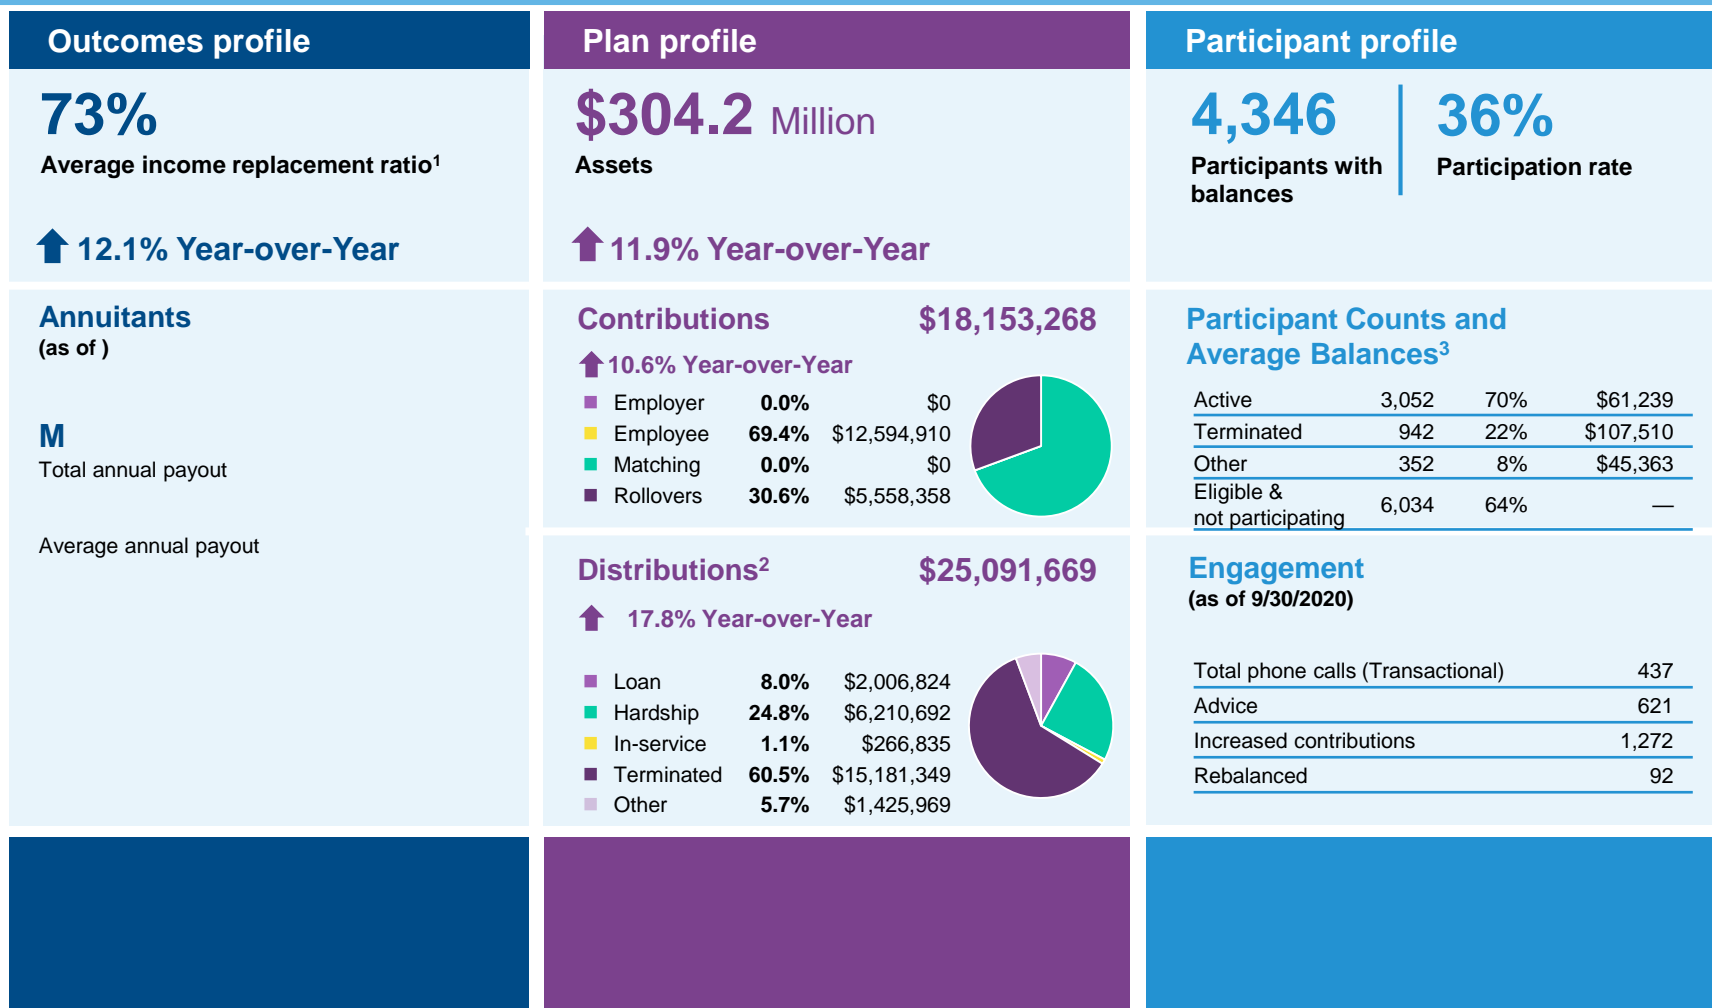 Outcomes profile
73%
Average income replacement ratio¹
12.1% Year-over-Year
Annuitants
(as of )
M
Total annual payout
Average annual payout
Plan profile
$304.2 Million
Assets
11.9% Year-over-Year
Contributions $18,153,268
10.6% Year-over-Year
Employer 0.0% $0
Employee 69.4% $12,594,910
Matching 0.0% $0
Rollovers 30.6% $5,558,358
Distributions² $25,091,669
17.8% Year-over-Year
Loan 8.0% $2,006,824
Hardship 24.8% $6,210,692
In-service 1.1% $266,835
Terminated 60.5% $15,181,349
Other 5.7% $1,425,969
Participant profile
4,346
Participants with
balances
36%
Participation rate
Participant Counts and
Average Balances³
Active 3,052 70% $61,239
Terminated 942 22% $107,510
Other 352 8% $45,363
Eligible &
not participating 6,034 64% —
Engagement
(as of 9/30/2020)
Total phone calls (Transactional) 437
Advice 621
Increased contributions 1,272
Rebalanced 92